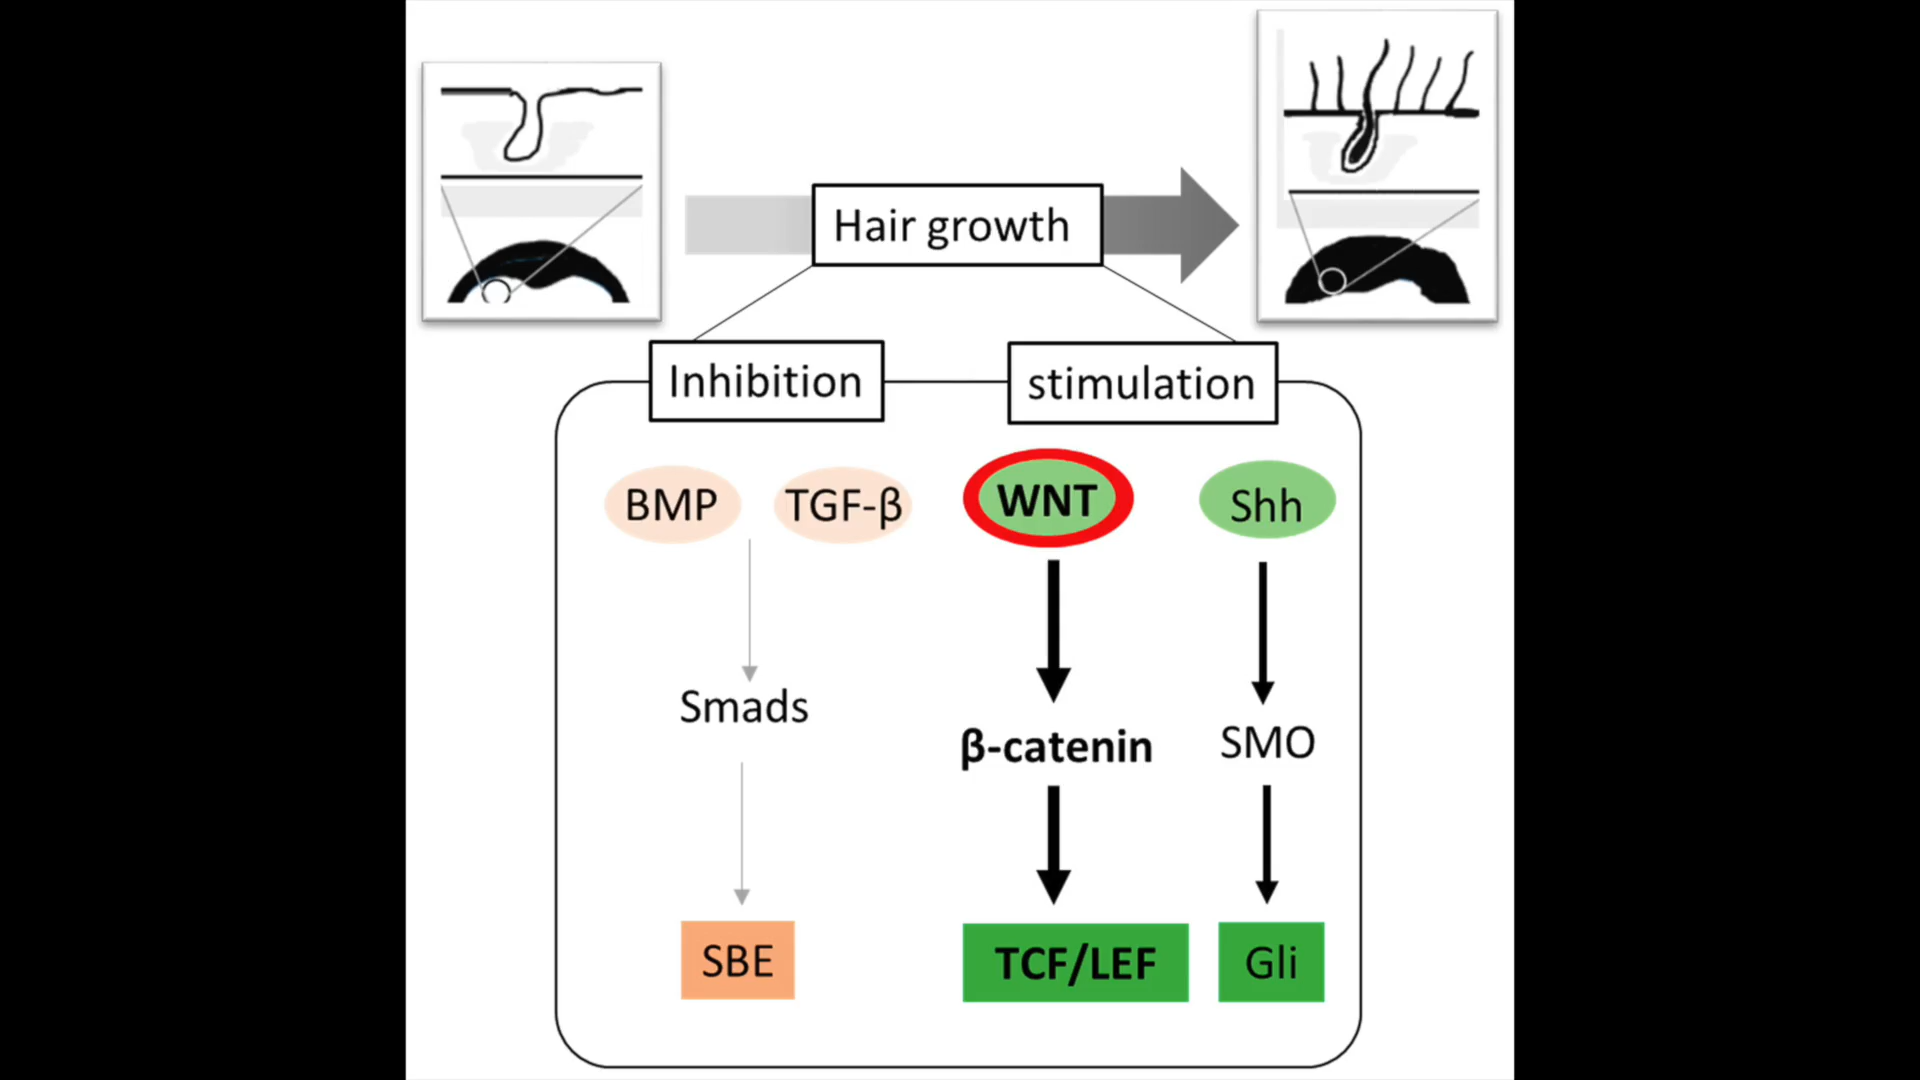 Hair growth
Inhibition
stimulation
BMP
TGF-β
WNT
Shh
Smads
β-catenin
SMO
SBE
TCF/LEF
Gli